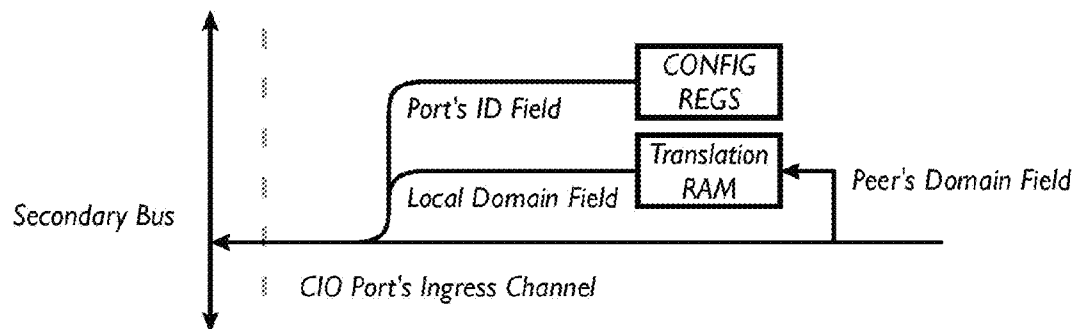 CONFIG
REGS
Port's ID Field
Translation
RAM
Peer's Domain Field
Local Domain Field
Secondary Bus
CIO Port's Ingress Channel